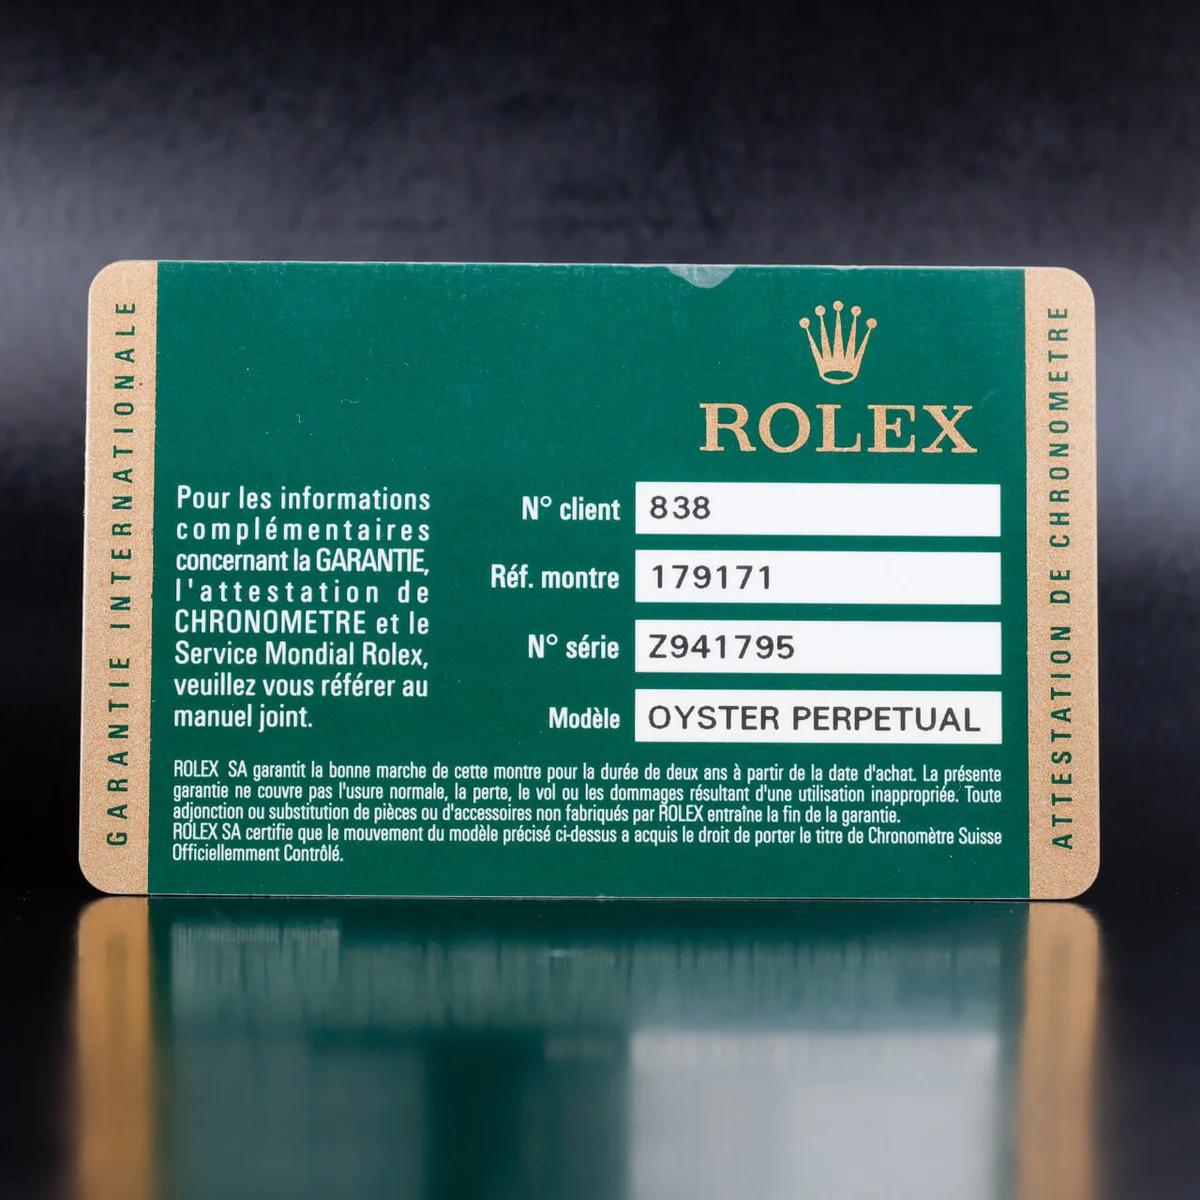 GARANTIE INTERNATIONALE
ROLEX
Pour les informations
complémentaires
concernant la GARANTIE,
l'attestation de
CHRONOMETRE et le
Service Mondial Rolex,
veuillez vous référer au
manuel joint.
N° client 838
Réf. montre 179171
N° série Z941795
Modèle OYSTER PERPETUAL
ROLEX SA garantit la bonne marche de cette montre pour la durée de deux ans à partir de la date d'achat. La présente
garantie ne couvre pas l'usure normale, la perte, le vol ou les dommages résultant d'une utilisation inappropriée. Toute
adjonction ou substitution de pièces ou d'accessoires non fabriqués par ROLEX entraîne la fin de la garantie.
ROLEX SA certifie que le mouvement du modèle précisé ci-dessus a acquis le droit de porter le titre de Chronomètre Suisse
Officiellemment Contrôlé.
ATTESTATION DE CHRONOMETRE